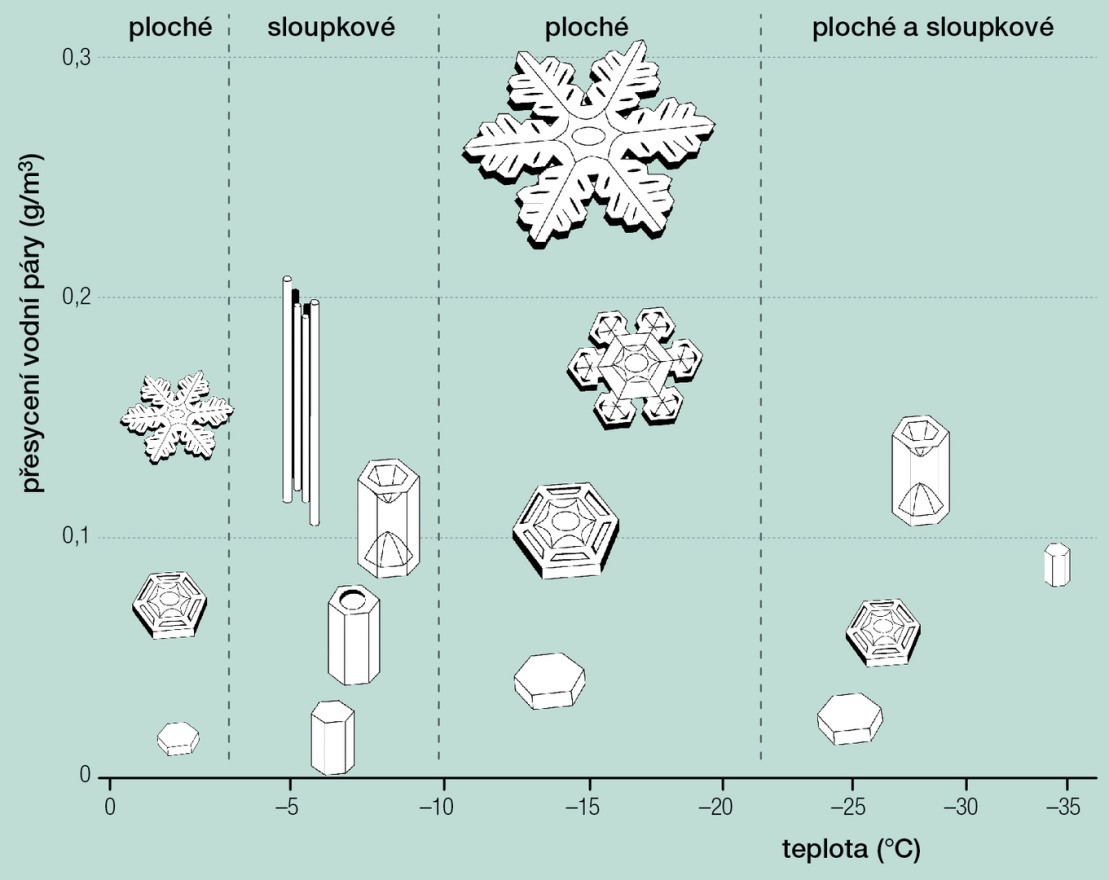 ploché
sloupkové
ploché
ploché a sloupkové
přesycení vodní páry (g/m³)
0,3
0,2
0,1
0
0
–5
–10
–15
–20
–25
–30
–35
teplota (°C)